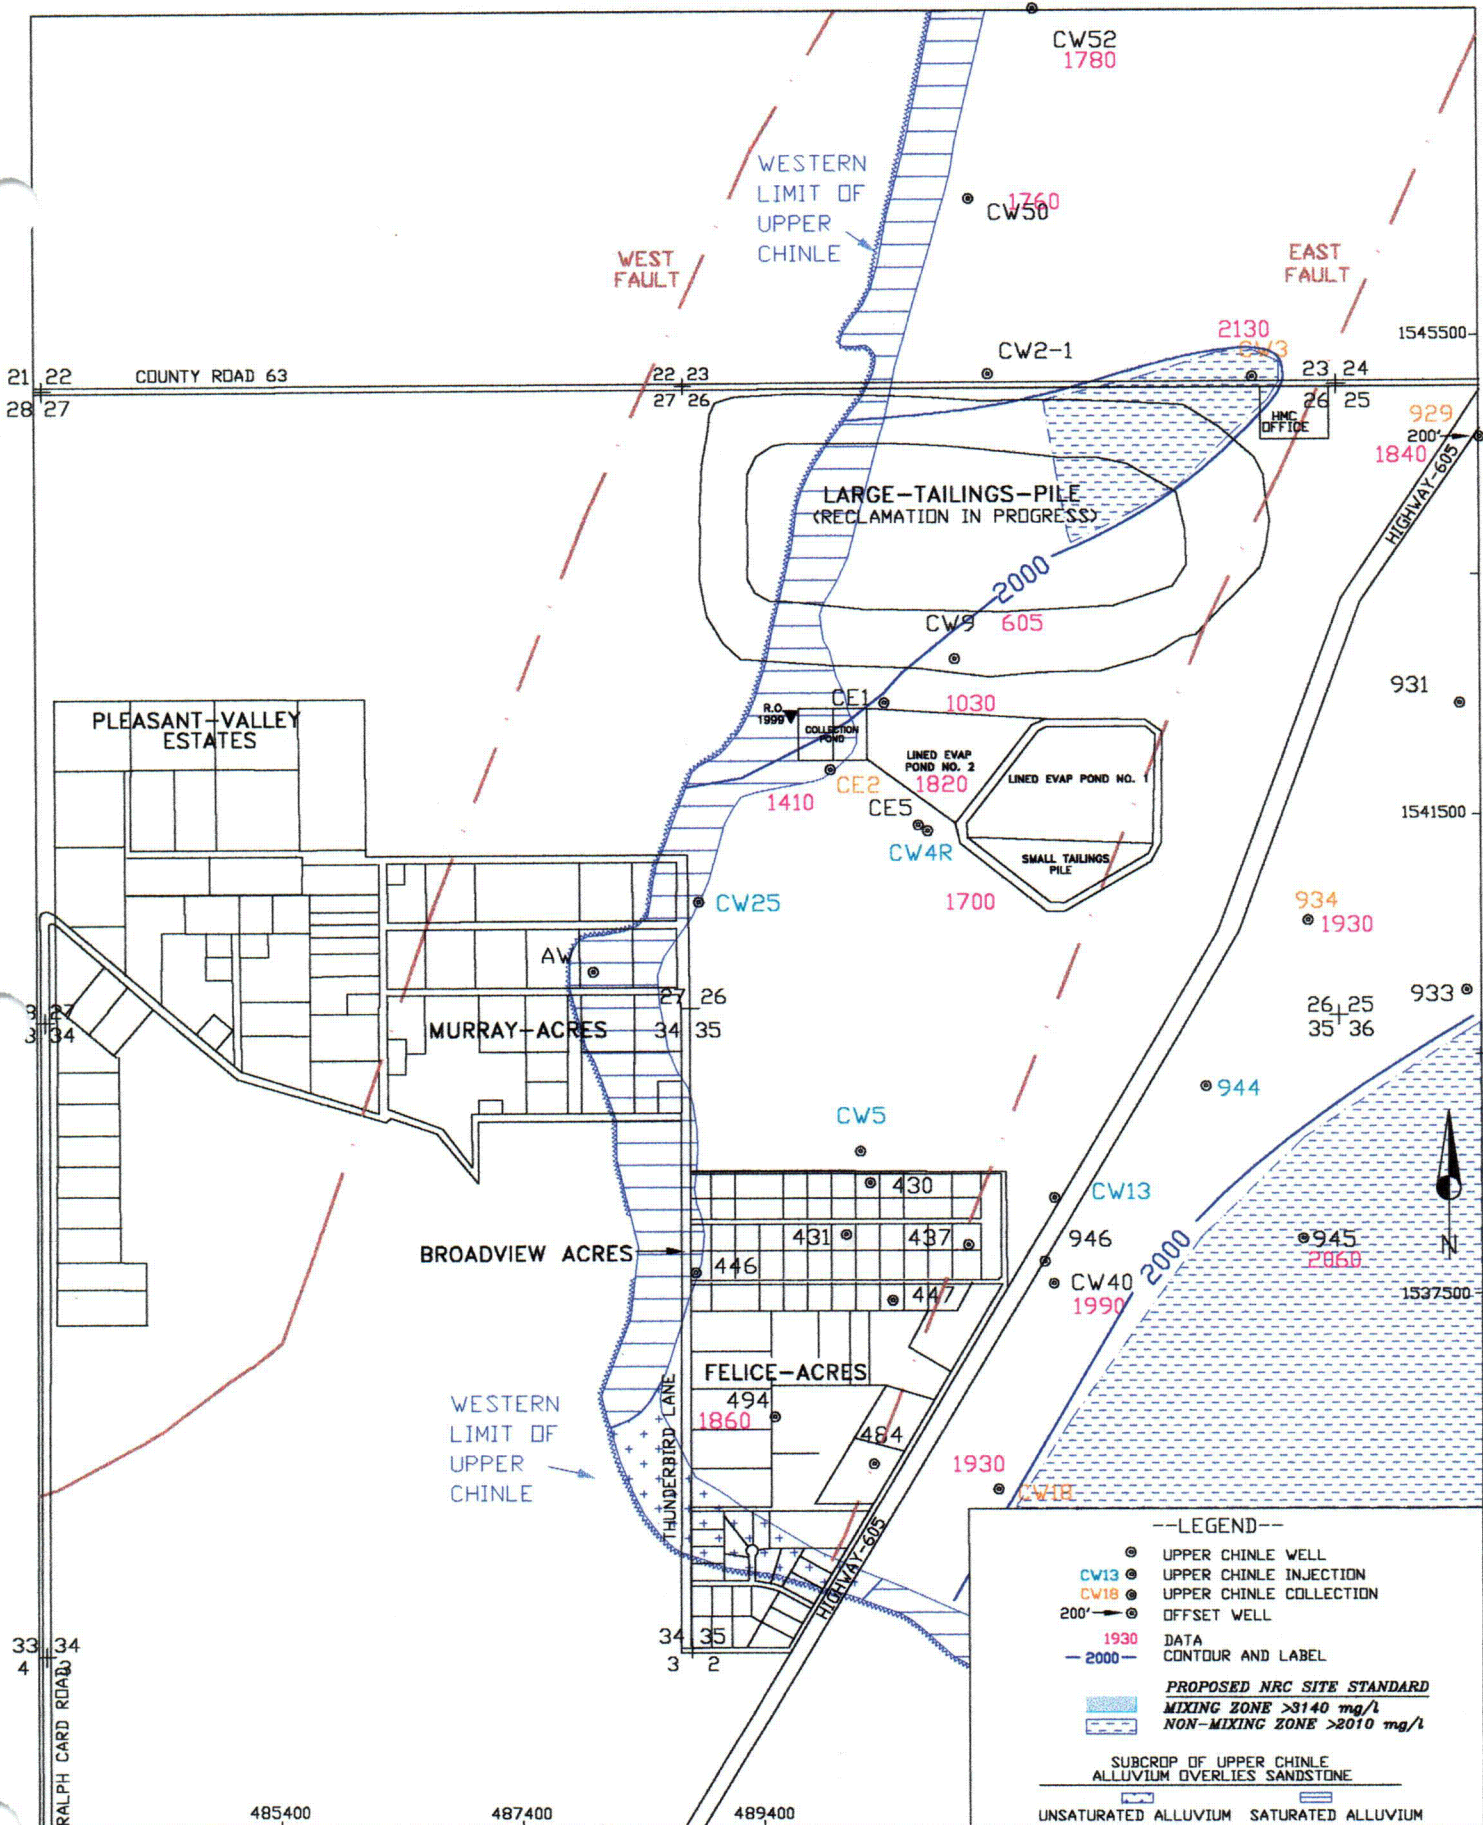 CW52
1780
WESTERN
LIMIT OF
UPPER
CHINLE
1760
CW50
WEST
FAULT
EAST
FAULT
2130
CW3
1545500
CW2-1
21 22
28 27
COUNTY ROAD 63
22 23
27 26
23 24
26 25
HMC
OFFICE
929
200'
1840
HIGHWAY-605
LARGE-TAILINGS-PILE
(RECLAMATION IN PROGRESS)
2000
CW9 605
931
CE1
1030
R.O.
1999
COLLECTION
POND
PLEASANT-VALLEY
ESTATES
LINED EVAP
POND NO. 2
LINED EVAP POND NO. 1
CE2
1820
1410
CE5
1541500
CW4R
SMALL TAILINGS
PILE
1700
CW25
934
1930
AW
933
27 26
34 35
26 25
35 36
27
34
MURRAY-ACRES
944
CW5
430
CW13
431
437
946
945
2060
2000
N
BROADVIEW ACRES
446
CW40
1990
447
1537500
FELICE-ACRES
THUNDERBIRD LANE
494
1860
484
WESTERN
LIMIT OF
UPPER
CHINLE
1930
CW18
HIGHWAY-605
33 34
4 3
34 35
3 2
RALPH CARD ROAD
485400
487400
489400
--LEGEND--
UPPER CHINLE WELL
CW13 UPPER CHINLE INJECTION
CW18 UPPER CHINLE COLLECTION
200' OFFSET WELL
1930 DATA
2000 CONTOUR AND LABEL
PROPOSED NRC SITE STANDARD
MIXING ZONE >3140 mg/l
NON-MIXING ZONE >2010 mg/l
SUBCROP OF UPPER CHINLE
ALLUVIUM OVERLIES SANDSTONE
UNSATURATED ALLUVIUM SATURATED ALLUVIUM